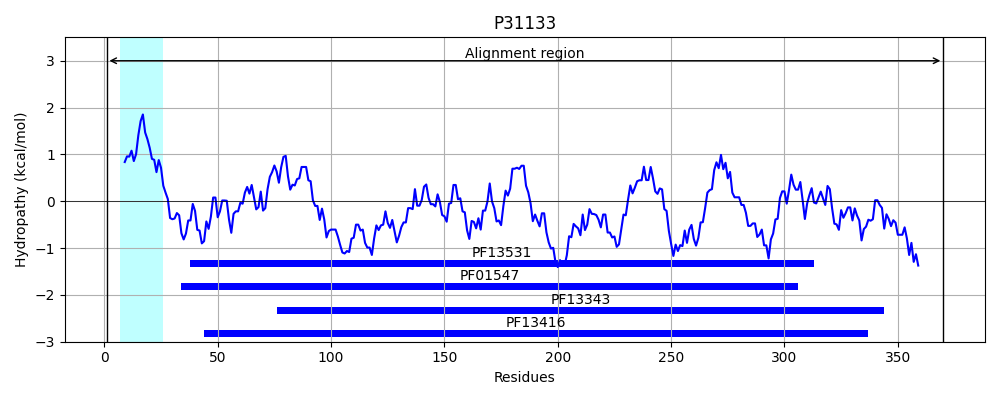 P31133
Hydropathy (kcal/mol)
3
2
1
0
−1
−2
−3
Alignment region
PF13531
PF01547
PF13343
PF13416
0 50 100 150 200 250 300 350
Residues